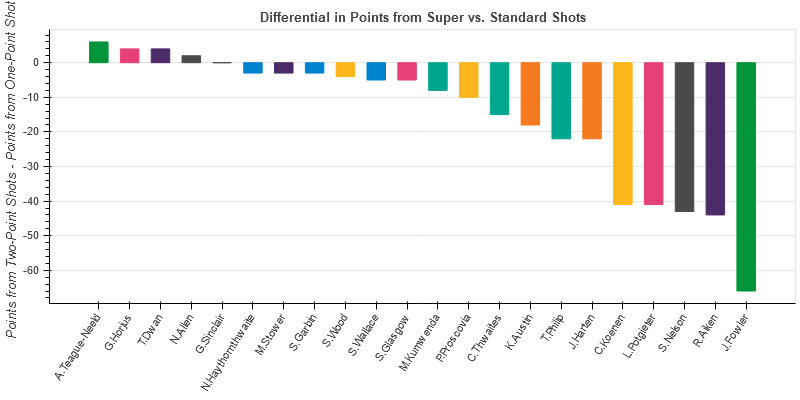 Differential in Points from Super vs. Standard Shots
Points from Two-Point Shots - Points from One-Point Shot
0
-10
-20
-30
-40
-50
-60
A.Teague-Neeld
G.Horjus
T.Dwan
N.Allen
G.Sinclair
N.Haythornthwaite
M.Stower
S.Garbin
S.Wood
S.Wallace
S.Glasgow
M.Kumwenda
P.Proscovia
C.Thwaites
K.Austin
T.Philip
J.Harten
C.Koenen
L.Potgieter
S.Nelson
R.Aiken
J.Fowler